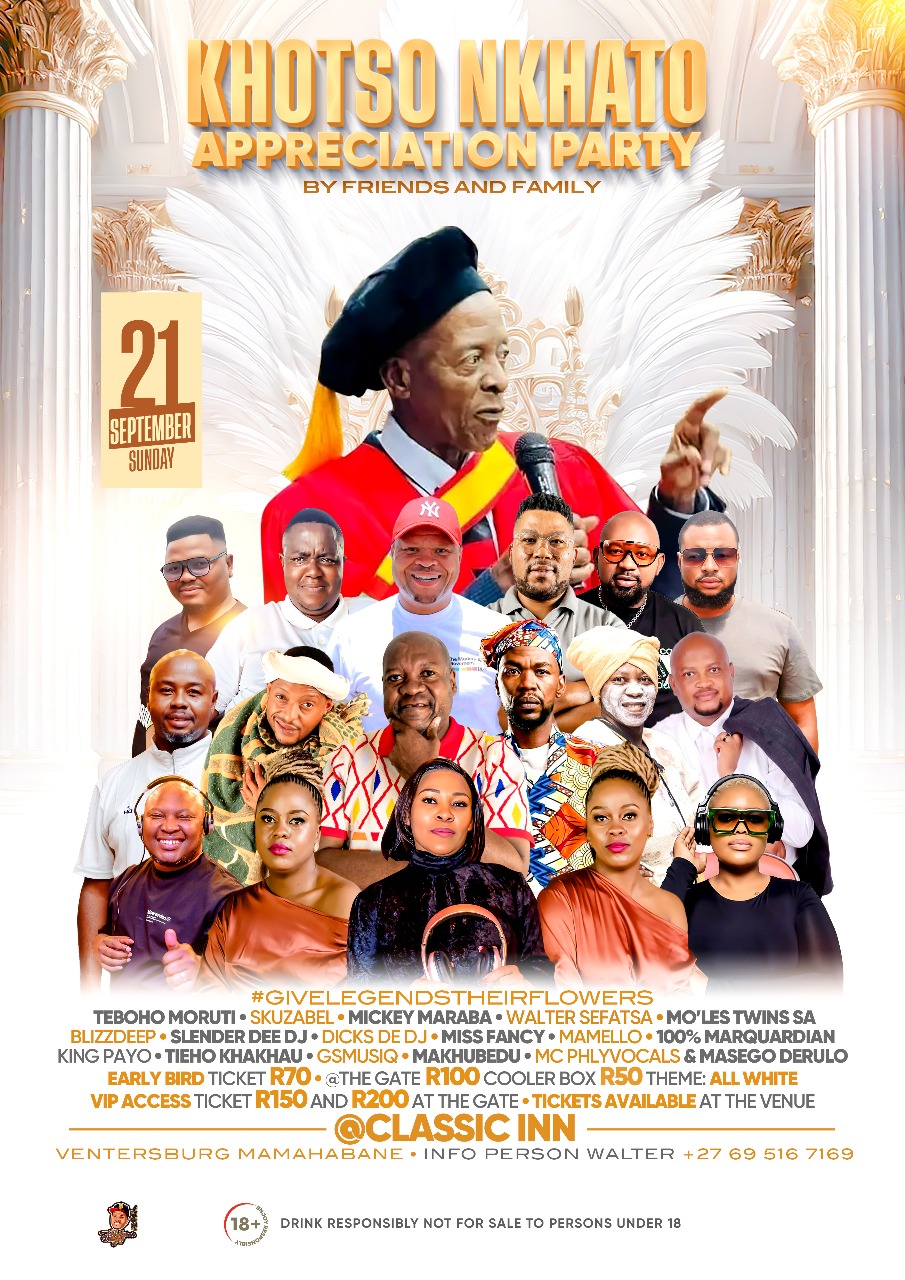 KHOTSO NKHATO
APPRECIATION PARTY
BY FRIENDS AND FAMILY
21
SEPTEMBER
SUNDAY
NY
#GIVELEGENDSTHEIRFLOWERS
TEBOHO MORUTI • SKUZABEL • MICKEY MARABA • WALTER SEFATSA • MO'LES TWINS SA
BLIZZDEEP • SLENDER DEE DJ • DICKS DE DJ • MISS FANCY • MAMELLO • 100% MARQUARDIAN
KING PAYO • TIEHO KHAKHAU • GSMUSIQ • MAKHUBEDU • MC PHLYVOCALS & MASEGO DERULO
EARLY BIRD TICKET R70 • @THE GATE R100 COOLER BOX R50 THEME: ALL WHITE
VIP ACCESS TICKET R150 AND R200 AT THE GATE • TICKETS AVAILABLE AT THE VENUE
@CLASSIC INN
VENTERSBURG MAMAHABANE • INFO PERSON WALTER +27 69 516 7169
18+
ENJOY RESPONSIBLY
DRINK RESPONSIBLY NOT FOR SALE TO PERSONS UNDER 18